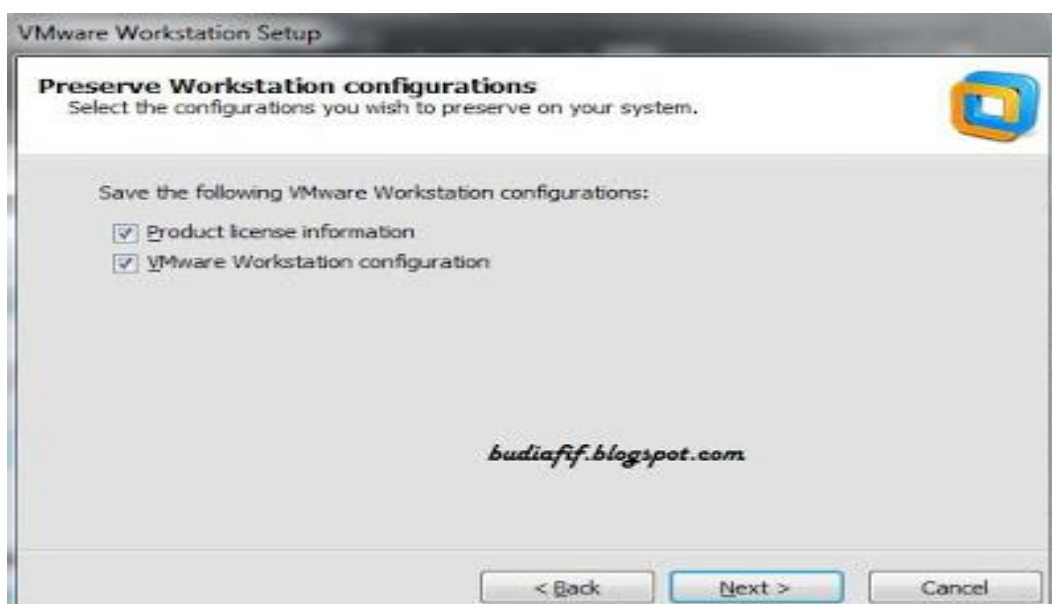 VMware Workstation Setup
Preserve Workstation configurations
Select the configurations you wish to preserve on your system.
Save the following VMware Workstation configurations:
Product license information
VMware Workstation configuration
budiafif.blogspot.com
< Back
Next >
Cancel